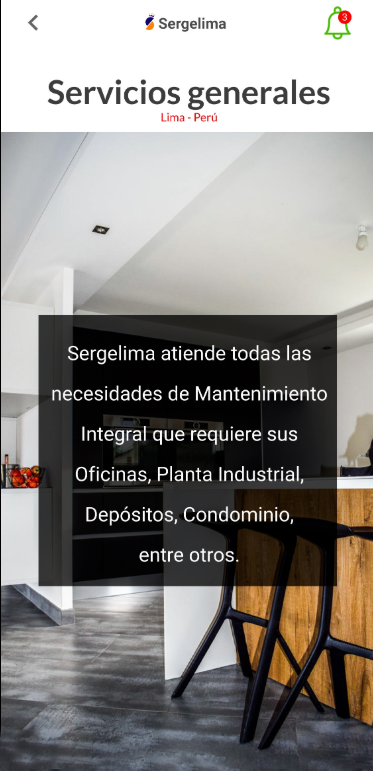 Sergelima
3
Servicios generales
Lima - Perú
Sergelima atiende todas las
necesidades de Mantenimiento
Integral que requiere sus
Oficinas, Planta Industrial,
Depósitos, Condominio,
entre otros.